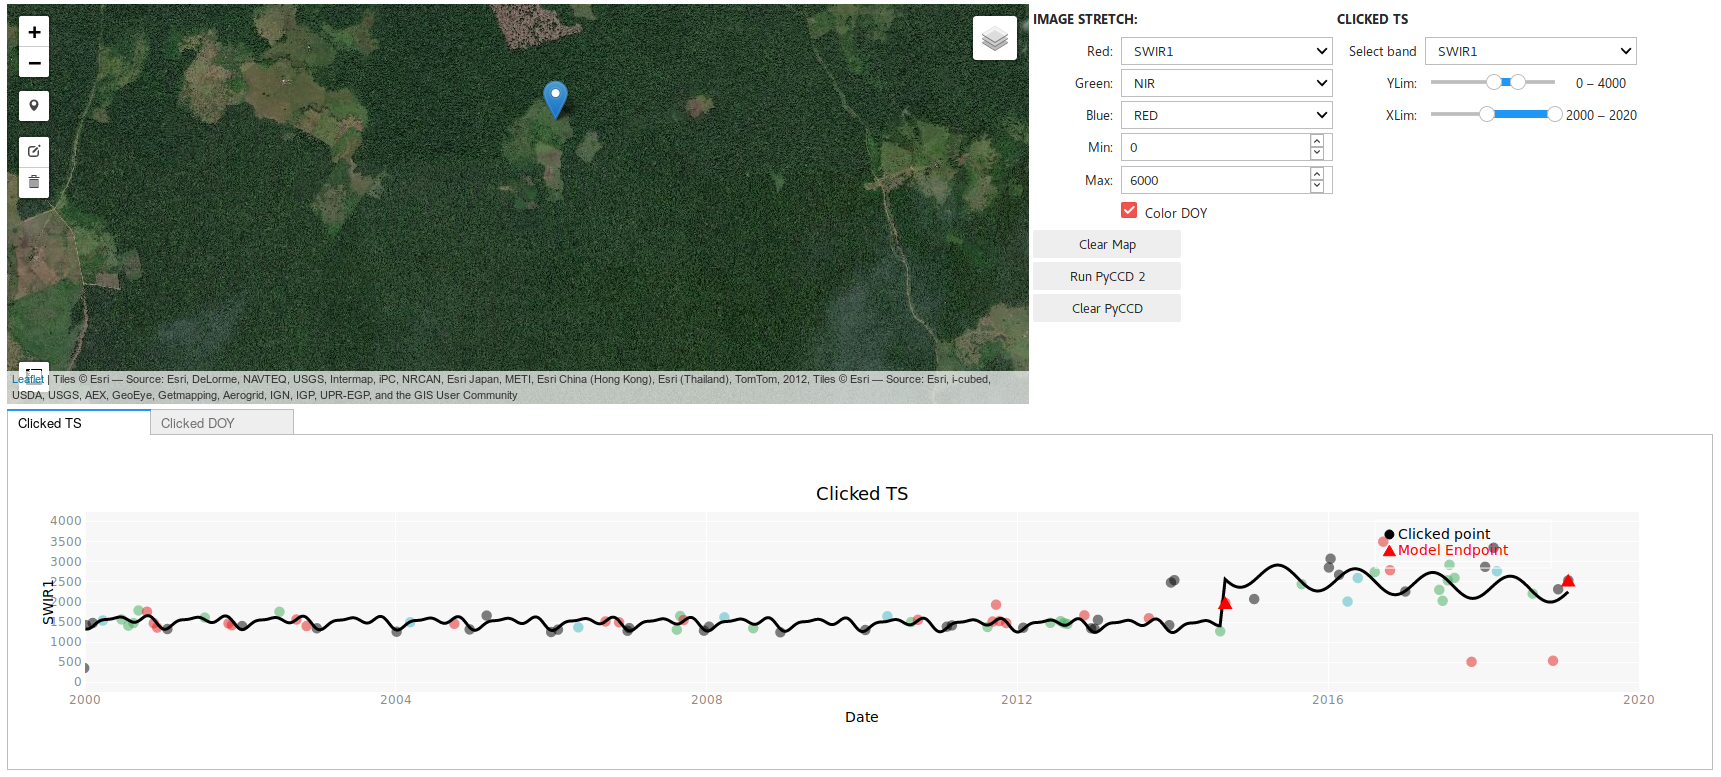 +
−
Leaflet | Tiles © Esri — Source: Esri, DeLorme, NAVTEQ, USGS, Intermap, iPC, NRCAN, Esri Japan, METI, Esri China (Hong Kong), Esri (Thailand), TomTom, 2012, Tiles © Esri — Source: Esri, i-cubed,
USDA, USGS, AEX, GeoEye, Getmapping, Aerogrid, IGN, IGP, UPR-EGP, and the GIS User Community
IMAGE STRETCH:
Red: SWIR1
Green: NIR
Blue: RED
Min: 0
Max: 6000
Color DOY
Clear Map
Run PyCCD 2
Clear PyCCD
CLICKED TS
Select band SWIR1
YLim: 0 – 4000
XLim: 2000 – 2020
Clicked TS
Clicked DOY
Clicked TS
Clicked point
Model Endpoint
SWIR1
4000
3500
3000
2500
2000
1500
1000
500
0
2000 2004 2008 2012 2016 2020
Date